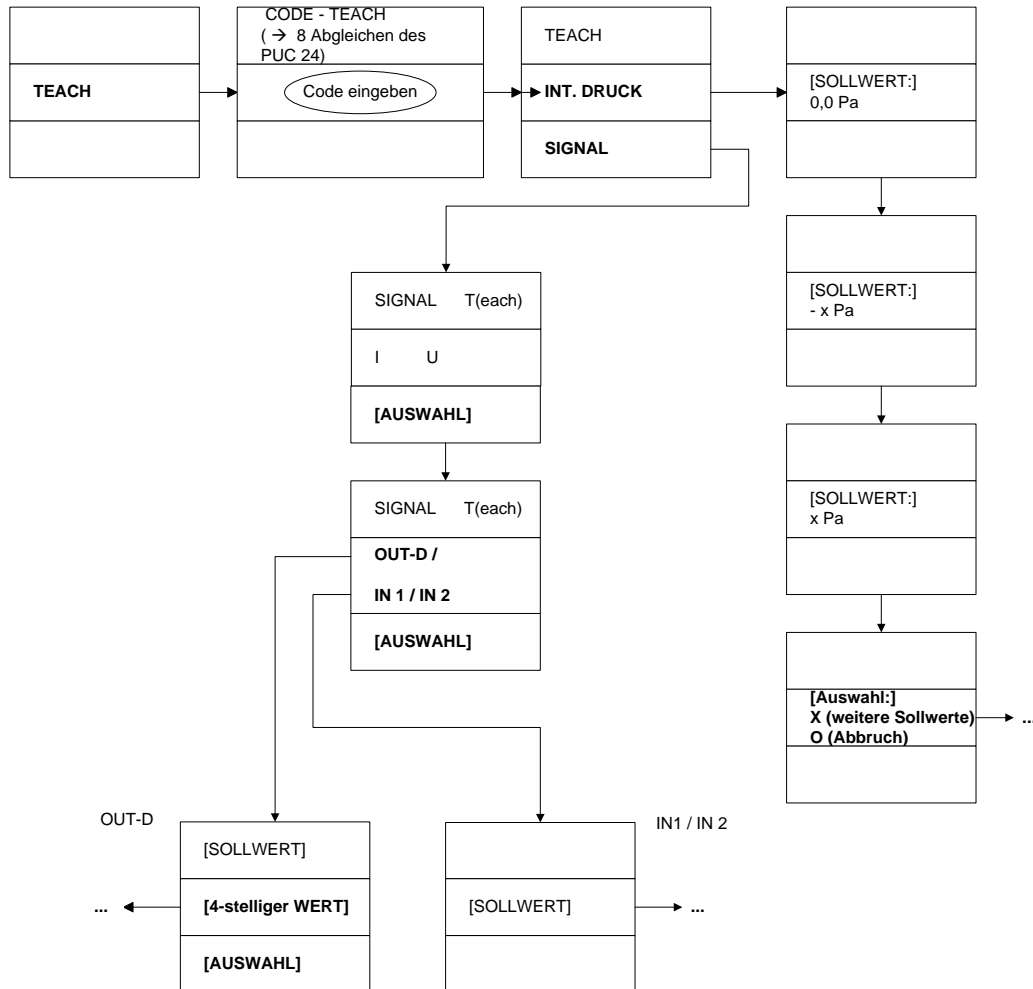 TEACH
CODE - TEACH
( → 8 Abgleichen des
PUC 24)
Code eingeben
TEACH
INT. DRUCK
SIGNAL
[SOLLWERT:]
0,0 Pa
[SOLLWERT:]
- x Pa
[SOLLWERT:]
x Pa
[Auswahl:]
X (weitere Sollwerte)
O (Abbruch)
...
SIGNAL T(each)
I U
[AUSWAHL]
SIGNAL T(each)
OUT-D /
IN 1 / IN 2
[AUSWAHL]
OUT-D
[SOLLWERT]
[4-stelliger WERT]
[AUSWAHL]
...
IN1 / IN 2
[SOLLWERT]
...